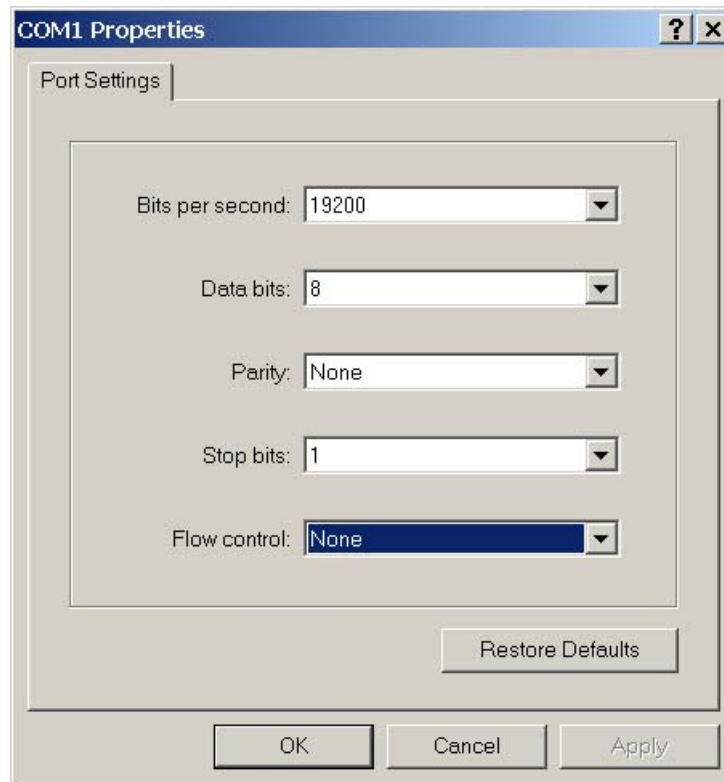 COM1 Properties
Port Settings
Bits per second: 19200
Data bits: 8
Parity: None
Stop bits: 1
Flow control: None
Restore Defaults
OK Cancel Apply